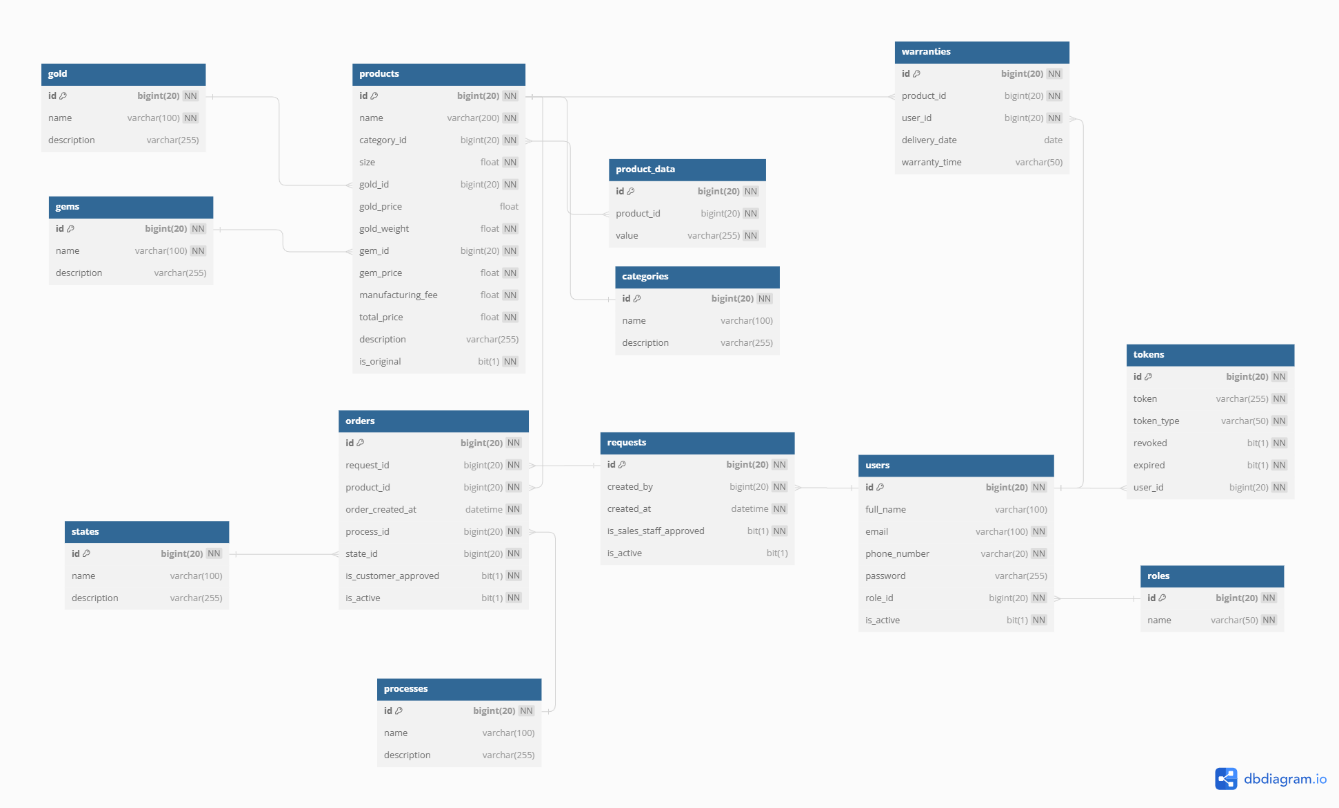 gold
id bigint(20) NN
name varchar(100) NN
description varchar(255)
gems
id bigint(20) NN
name varchar(100) NN
description varchar(255)
products
id bigint(20) NN
name varchar(200) NN
category_id bigint(20) NN
size float NN
gold_id bigint(20) NN
gold_price float
gold_weight float NN
gem_id bigint(20) NN
gem_price float NN
manufacturing_fee float NN
total_price float NN
description varchar(255)
is_original bit(1) NN
product_data
id bigint(20) NN
product_id bigint(20) NN
value varchar(255) NN
categories
id bigint(20) NN
name varchar(100)
description varchar(255)
warranties
id bigint(20) NN
product_id bigint(20) NN
user_id bigint(20) NN
delivery_date date
warranty_time varchar(50)
tokens
id bigint(20) NN
token varchar(255) NN
token_type varchar(50) NN
revoked bit(1) NN
expired bit(1) NN
user_id bigint(20) NN
orders
id bigint(20) NN
request_id bigint(20) NN
product_id bigint(20) NN
order_created_at datetime NN
process_id bigint(20) NN
state_id bigint(20) NN
is_customer_approved bit(1) NN
is_active bit(1) NN
requests
id bigint(20) NN
created_by bigint(20) NN
created_at datetime NN
is_sales_staff_approved bit(1) NN
is_active bit(1)
users
id bigint(20) NN
full_name varchar(100)
email varchar(100) NN
phone_number varchar(20) NN
password varchar(255)
role_id bigint(20) NN
is_active bit(1) NN
states
id bigint(20) NN
name varchar(100)
description varchar(255)
roles
id bigint(20) NN
name varchar(50) NN
processes
id bigint(20) NN
name varchar(100)
description varchar(255)
dbdiagram.io